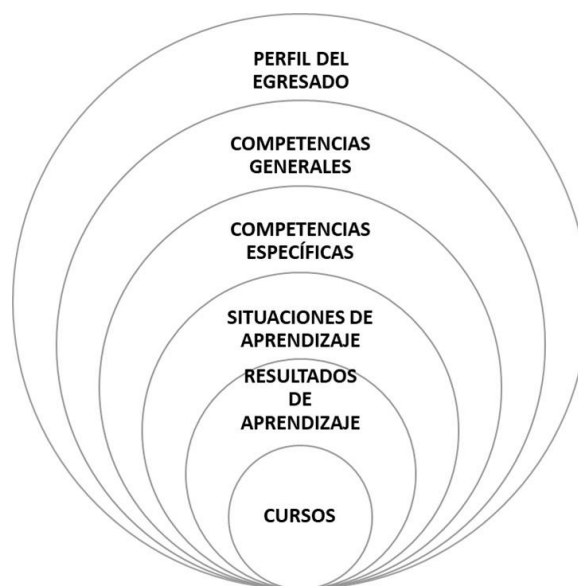 PERFIL DEL
EGRESADO
COMPETENCIAS
GENERALES
COMPETENCIAS
ESPECÍFICAS
SITUACIONES DE
APRENDIZAJE
RESULTADOS
DE
APRENDIZAJE
CURSOS